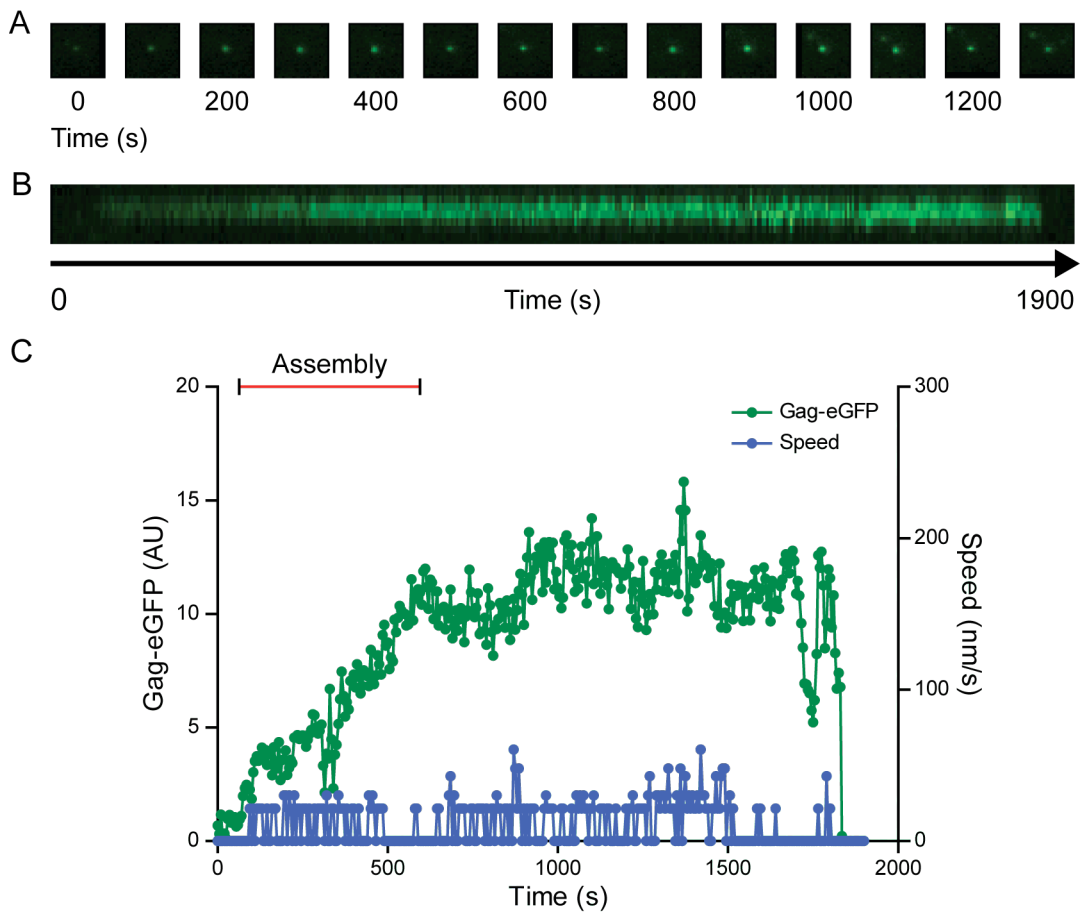 A
0 200 400 600 800 1000 1200
Time (s)
B
0 Time (s) 1900
C
Assembly
20
15
10
5
0
Gag-eGFP (AU)
Gag-eGFP
Speed
300
200
100
0
Speed (nm/s)
0 500 1000 1500 2000
Time (s)